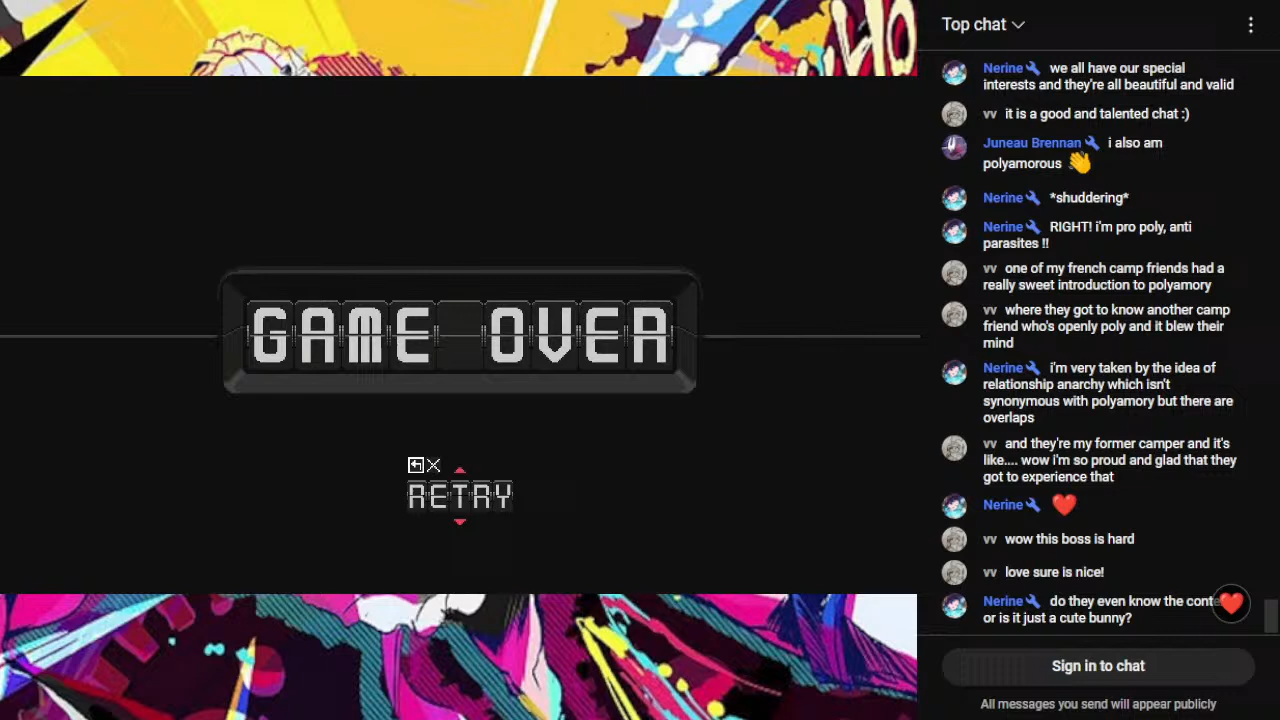 HO
GAME OVER
RETRY
Top chat
Nerine we all have our special
interests and they're all beautiful and valid
vv it is a good and talented chat :)
Juneau Brennan i also am
polyamorous 👋
Nerine *shuddering*
Nerine RIGHT! i'm pro poly, anti
parasites !!
vv one of my french camp friends had a
really sweet introduction to polyamory
vv where they got to know another camp
friend who's openly poly and it blew their
mind
Nerine i'm very taken by the idea of
relationship anarchy which isn't
synonymous with polyamory but there are
overlaps
vv and they're my former camper and it's
like.... wow i'm so proud and glad that they
got to experience that
Nerine ❤️
vv wow this boss is hard
vv love sure is nice!
Nerine do they even know the
or is it just a cute bunny?
Sign in to chat
All messages you send will appear publicly